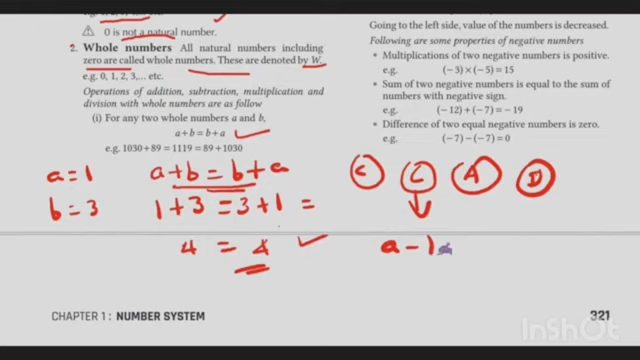 0 is not a natural number.
2. Whole numbers All natural numbers including
zero are called whole numbers. These are denoted by W.
e.g. 0, 1, 2, 3,... etc.
Operations of addition, subtraction, multiplication and
division with whole numbers are as follow
(i) For any two whole numbers a and b,
a+b=b+a
e.g. 1030+89=1119=89+1030
a=1 a+b=b+a
b=3 1+3=3+1=
4 = 4
Going to the left side, value of the numbers is decreased.
Following are some properties of negative numbers
• Multiplications of two negative numbers is positive.
e.g. (−3)×(−5)=15
• Sum of two negative numbers is equal to the sum of
numbers with negative sign.
e.g. (−12)+(−7)=−19
• Difference of two equal negative numbers is zero.
e.g. (−7)−(−7)=0
C C A D
a-1
CHAPTER 1: NUMBER SYSTEM
321
InShOt